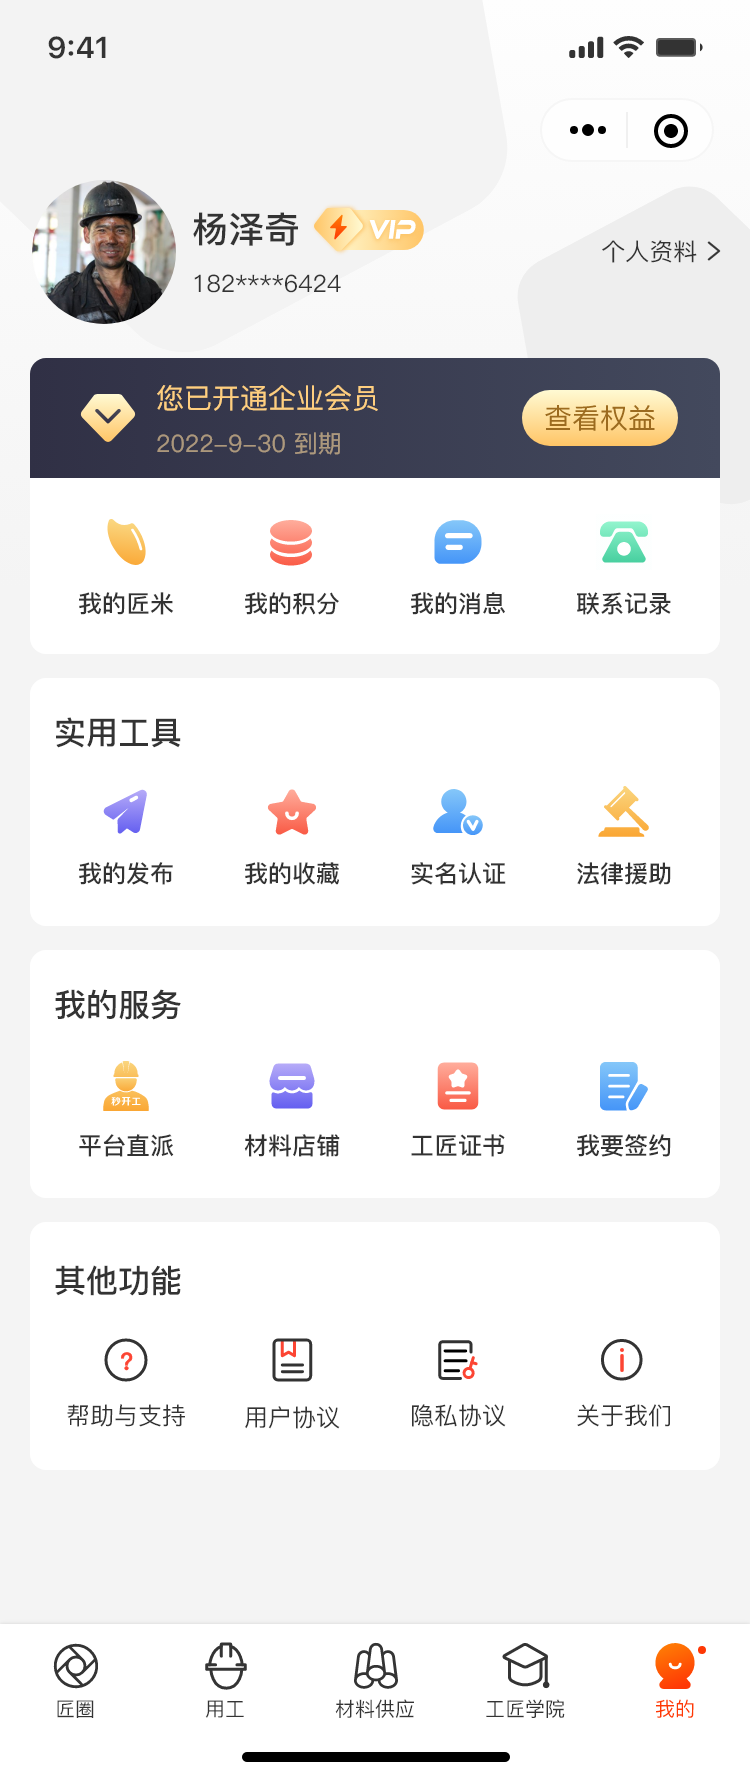 9:41
杨泽奇 VIP
182****6424
个人资料
您已开通企业会员
2022-9-30 到期
查看权益
我的匠米 我的积分 我的消息 联系记录
实用工具
我的发布 我的收藏 实名认证 法律援助
我的服务
秒开工
平台直派 材料店铺 工匠证书 我要签约
其他功能
帮助与支持 用户协议 隐私协议 关于我们
匠圈 用工 材料供应 工匠学院 我的